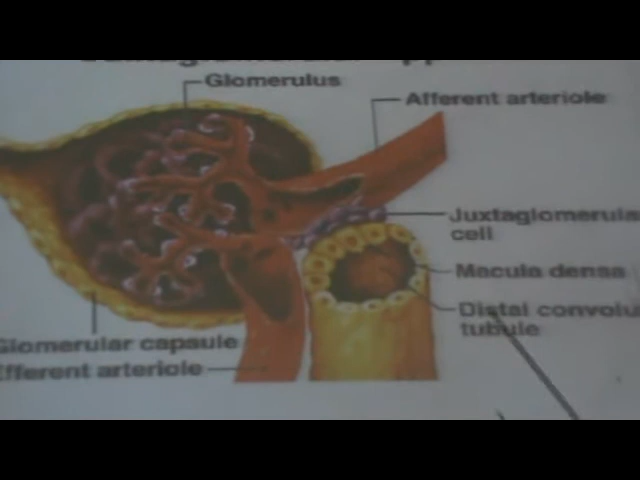 Glomerulus
Afferent arteriole
Juxtaglomerula
cell
Macula densa
Distal convolu
tubule
Glomerular capsule
Efferent arteriole